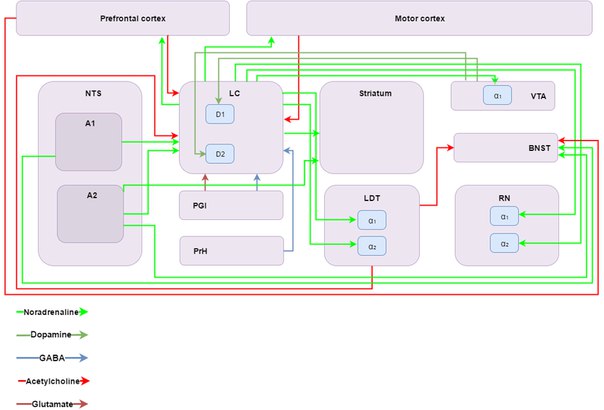 Prefrontal cortex
Motor cortex
NTS
LC
Striatum
VTA
A1
D1
α₁
D2
BNST
A2
PGl
LDT
RN
α₁
α₁
PrH
α₂
α₂
Noradrenaline
Dopamine
GABA
Acetylcholine
Glutamate